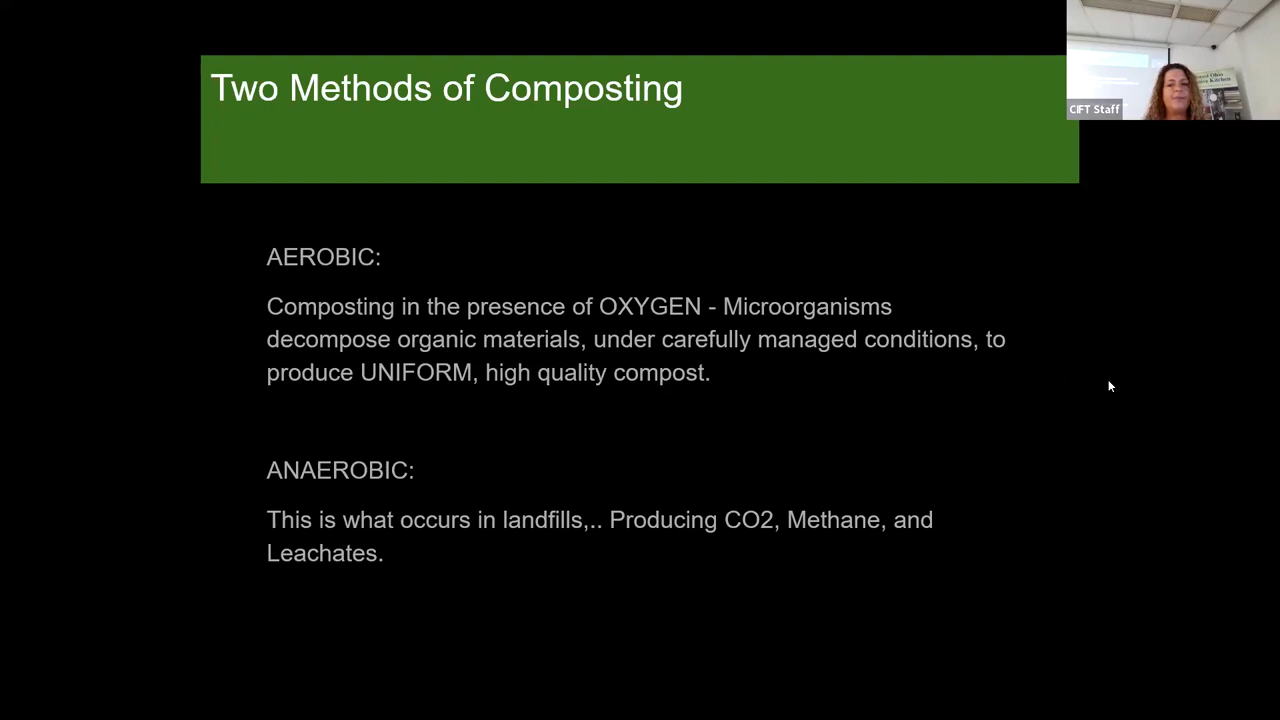 Two Methods of Composting
CIFT Staff
AEROBIC:
Composting in the presence of OXYGEN - Microorganisms
decompose organic materials, under carefully managed conditions, to
produce UNIFORM, high quality compost.
ANAEROBIC:
This is what occurs in landfills,.. Producing CO2, Methane, and
Leachates.